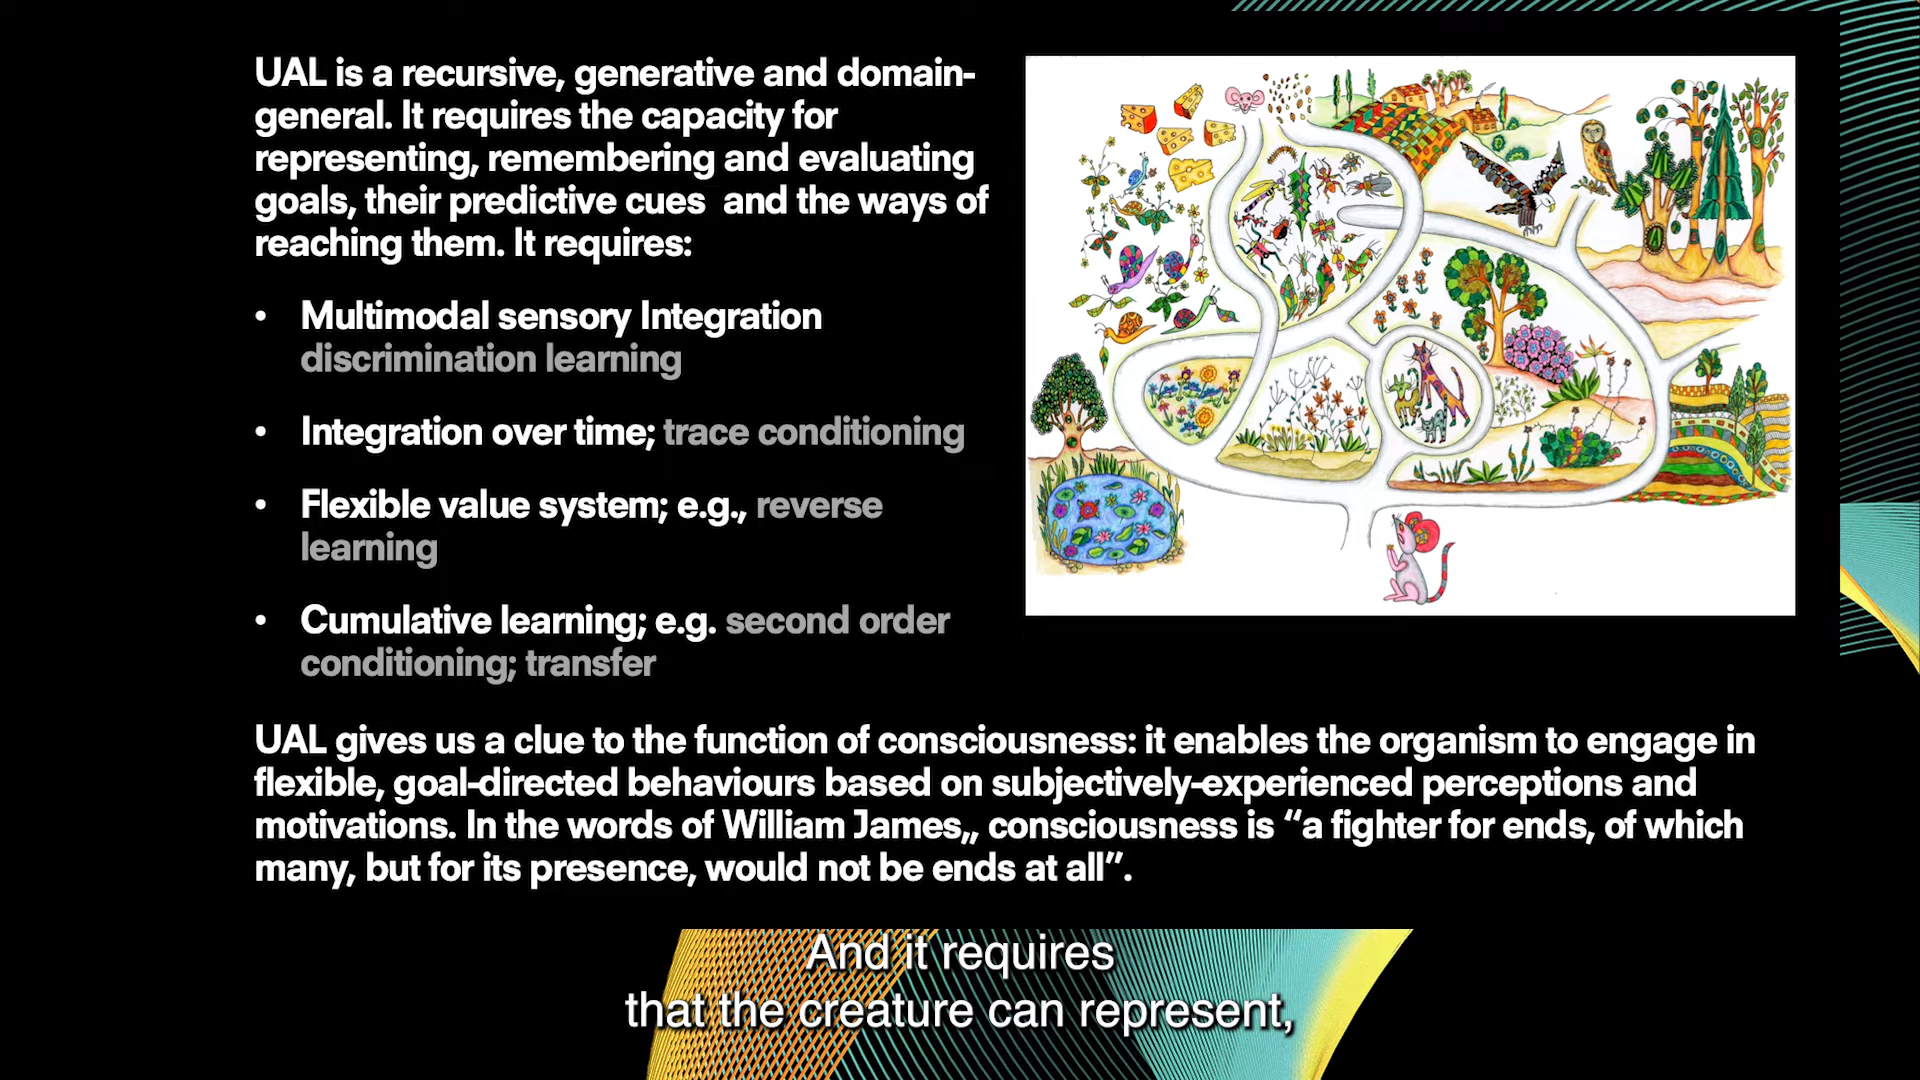 UAL is a recursive, generative and domain-
general. It requires the capacity for
representing, remembering and evaluating
goals, their predictive cues  and the ways of
reaching them. It requires:
• Multimodal sensory Integration
discrimination learning
• Integration over time; trace conditioning
• Flexible value system; e.g., reverse
learning
• Cumulative learning; e.g. second order
conditioning; transfer
UAL gives us a clue to the function of consciousness: it enables the organism to engage in
flexible, goal-directed behaviours based on subjectively-experienced perceptions and
motivations. In the words of William James,, consciousness is “a fighter for ends, of which
many, but for its presence, would not be ends at all”.
And it requires
that the creature can represent,